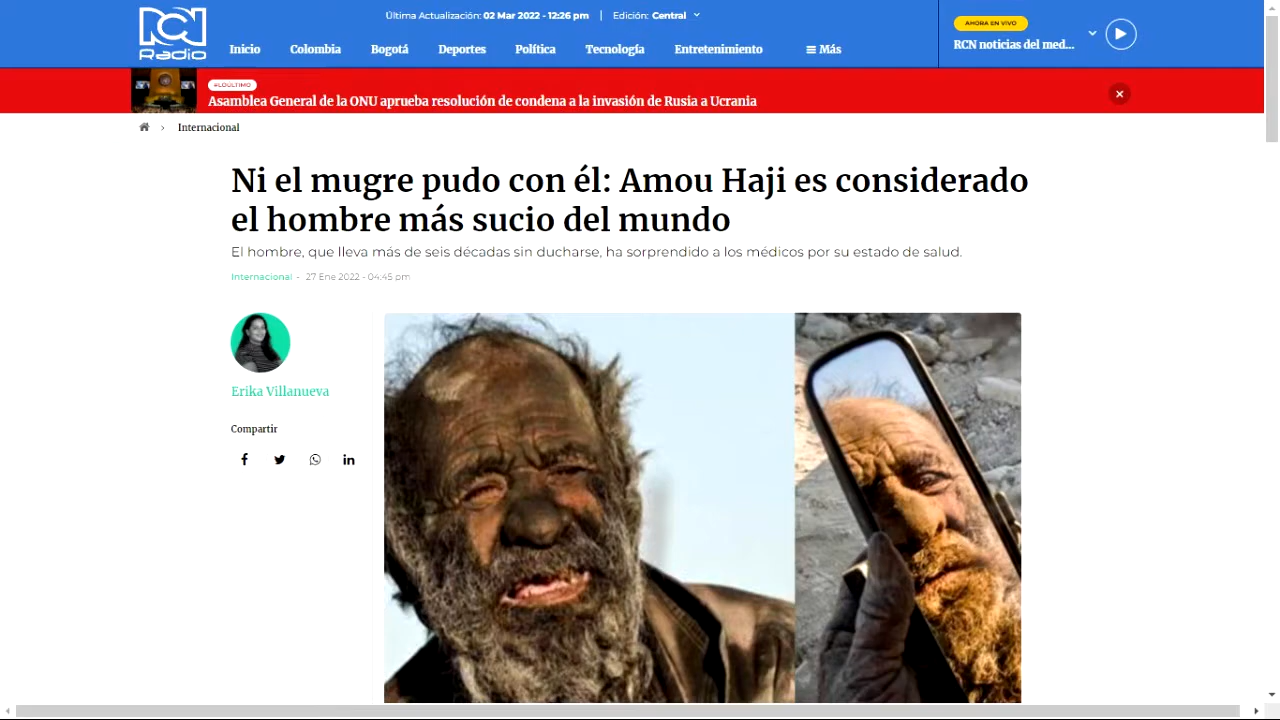 RCN
Radio
Última Actualización: 02 Mar 2022 - 12:26 pm | Edición: Central
Inicio Colombia Bogotá Deportes Política Tecnología Entretenimiento Más
AHORA EN VIVO
RCN noticias del med...
#LOÚLTIMO
Asamblea General de la ONU aprueba resolución de condena a la invasión de Rusia a Ucrania
Internacional
Ni el mugre pudo con él: Amou Haji es considerado
el hombre más sucio del mundo
El hombre, que lleva más de seis décadas sin ducharse, ha sorprendido a los médicos por su estado de salud.
Internacional - 27 Ene 2022 - 04:45 pm
Erika Villanueva
Compartir